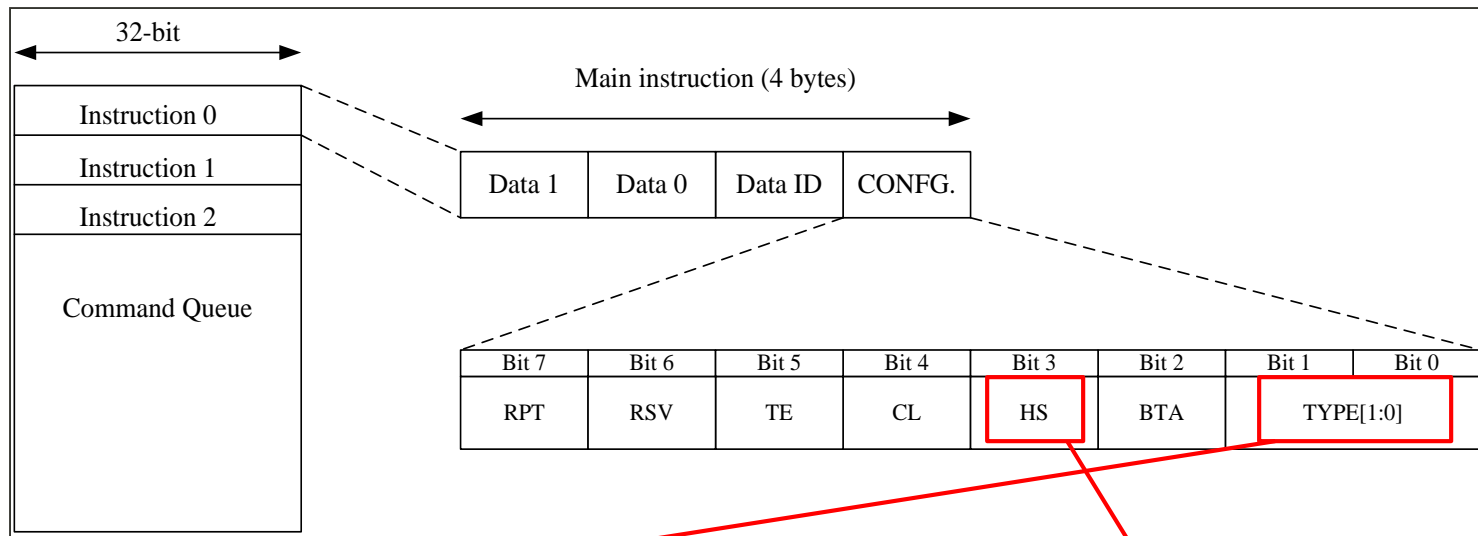 32-bit
Main instruction (4 bytes)
Instruction 0
Instruction 1
Instruction 2
Command Queue
Data 1 Data 0 Data ID CONFG.
Bit 7 Bit 6 Bit 5 Bit 4 Bit 3 Bit 2 Bit 1 Bit 0
RPT RSV TE CL HS BTA TYPE[1:0]